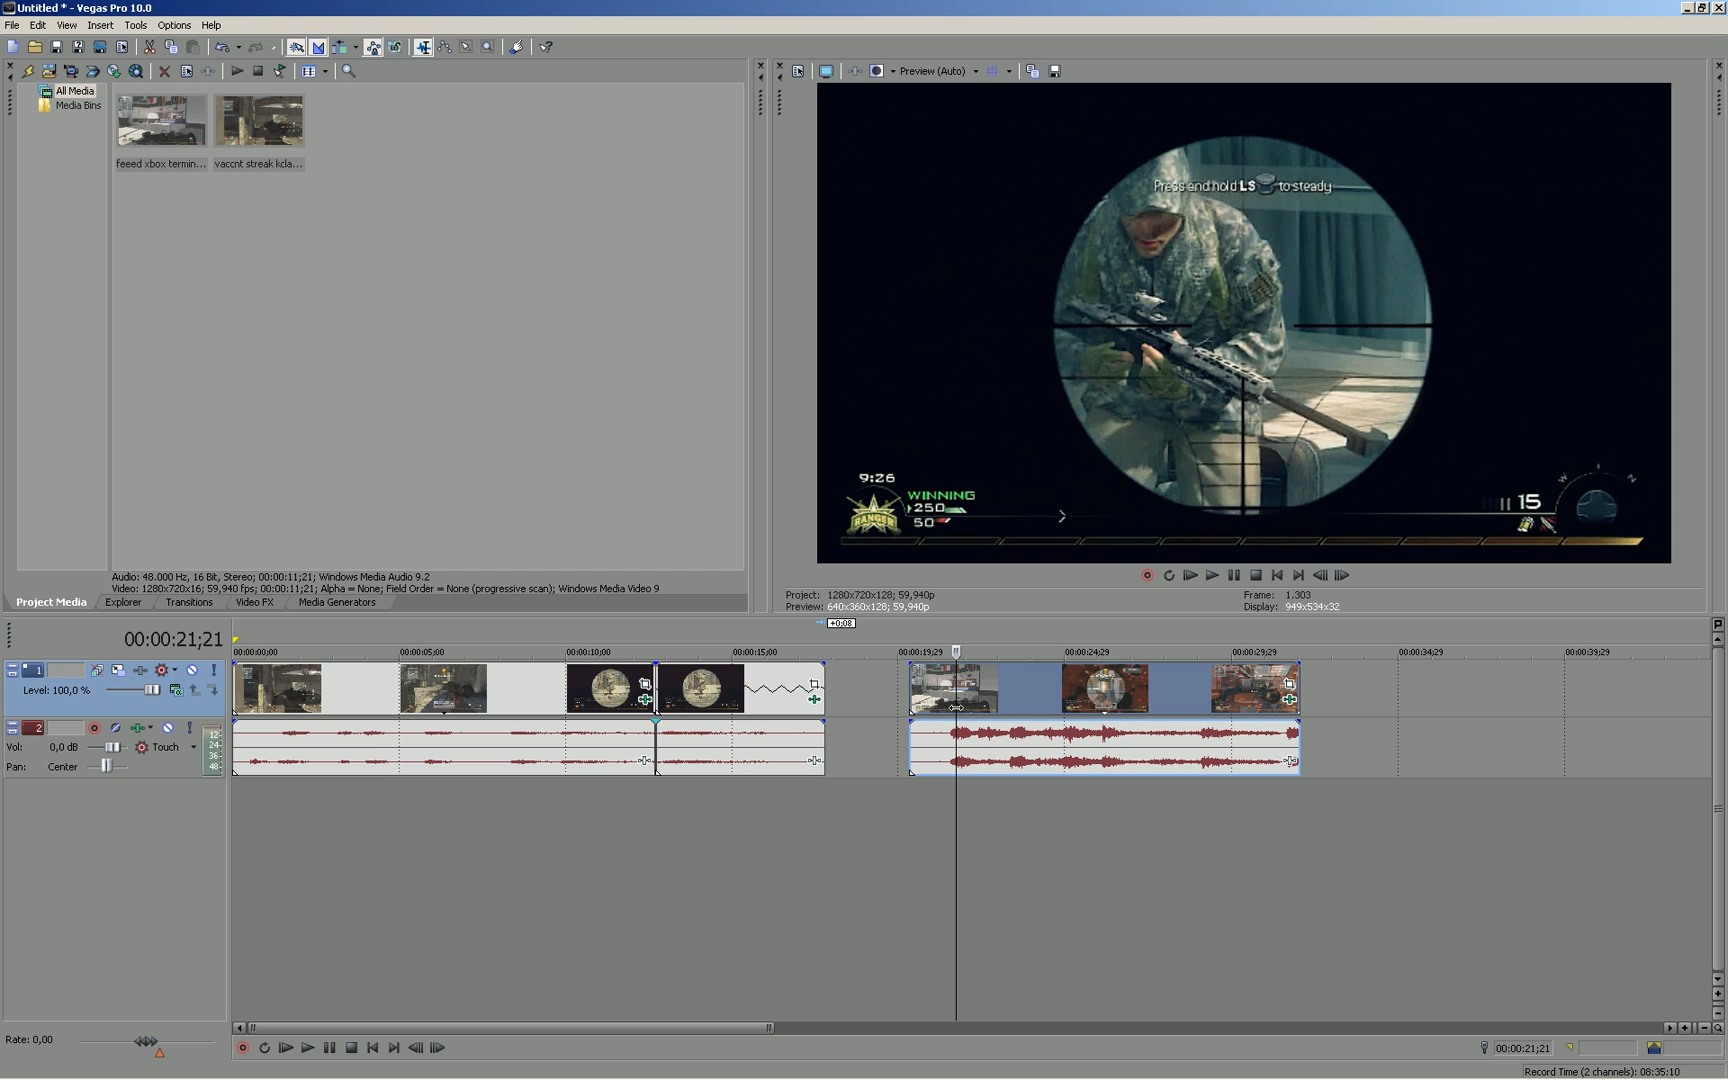 Untitled * - Vegas Pro 10.0
File Edit View Insert Tools Options Help
Preview (Auto)
All Media
Media Bins
feeed xbox termin... vaccnt streak kcla...
Press and hold LS to steady
9:26
WINNING
250
50
RANGER
15
W N
Audio: 48.000 Hz, 16 Bit, Stereo; 00:00:11;21; Windows Media Audio 9.2
Video: 1280x720x16; 59,940 fps; 00:00:11;21; Alpha = None; Field Order = None (progressive scan); Windows Media Video 9
Project Media Explorer Transitions Video FX Media Generators
Project: 1280x720x128; 59,940p Frame: 1.303
Preview: 640x360x128; 59,940p Display: 949x534x32
+0;08
00:00:21;21
00:00:00;00 00:00:05;00 00:00:10;00 00:00:15;00 00:00:19;29 00:00:24;29 00:00:29;29 00:00:34;29 00:00:39;29
1
Level: 100,0 %
2
Vol: 0,0 dB Touch
Pan: Center
12
24
36
48
Rate: 0,00
00:00:21;21
Record Time (2 channels): 08:35:10